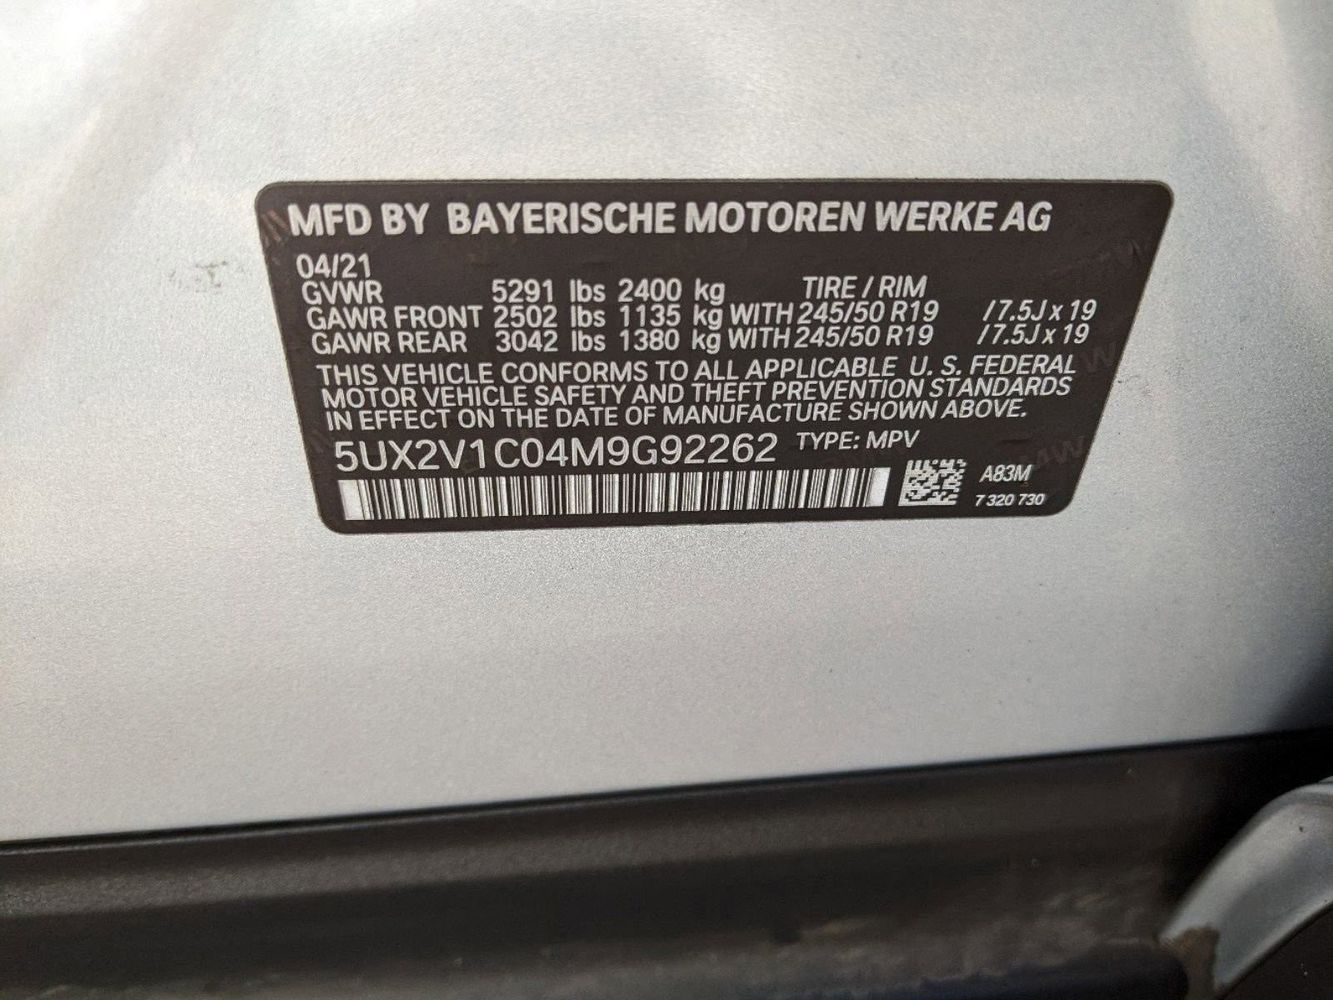 MFD BY BAYERISCHE MOTOREN WERKE AG
04/21
GVWR 5291 lbs 2400 kg TIRE / RIM
GAWR FRONT 2502 lbs 1135 kg WITH 245/50 R19 /7.5J x 19
GAWR REAR 3042 lbs 1380 kg WITH 245/50 R19 /7.5J x 19
THIS VEHICLE CONFORMS TO ALL APPLICABLE U. S. FEDERAL
MOTOR VEHICLE SAFETY AND THEFT PREVENTION STANDARDS
IN EFFECT ON THE DATE OF MANUFACTURE SHOWN ABOVE.
5UX2V1C04M9G92262 TYPE: MPV
A83M
7 320 730